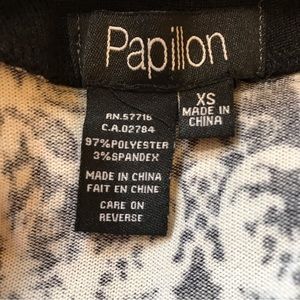 Papillon
XS
MADE IN
CHINA
RN.57716
C.A.02784
97%POLYESTER
3%SPANDEX
MADE IN CHINA
FAIT EN CHINE
CARE ON
REVERSE